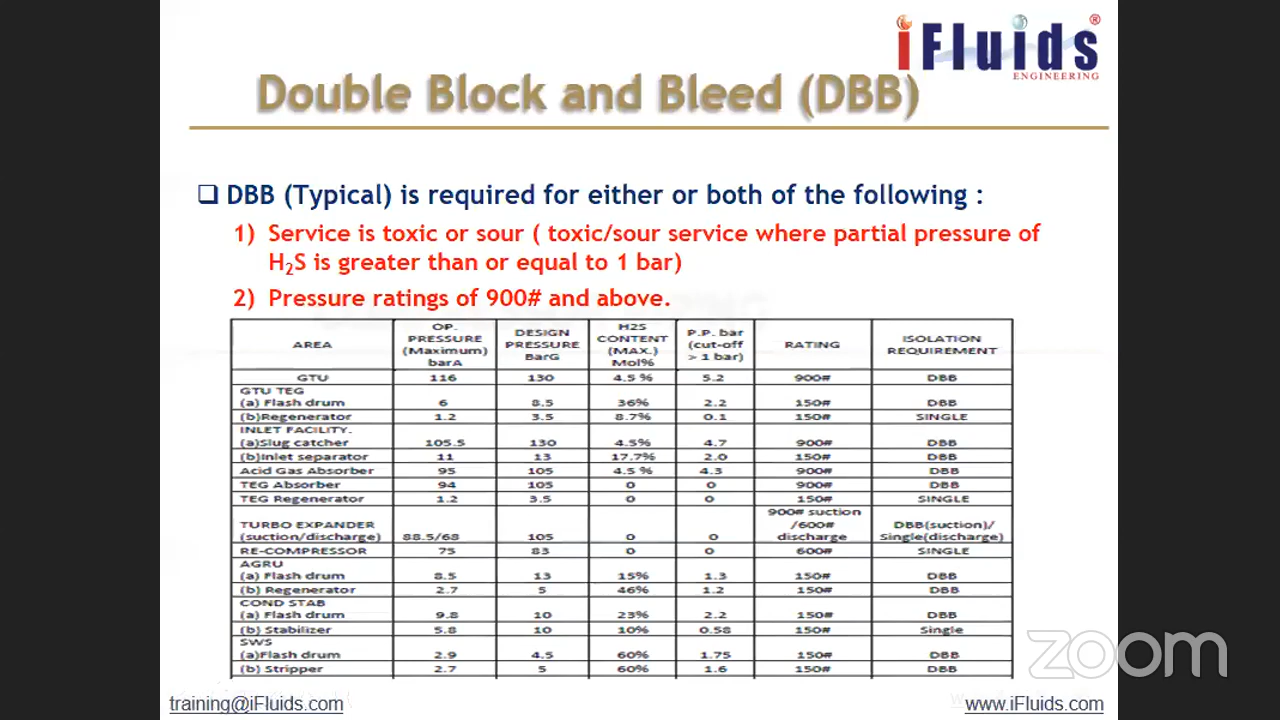 iFluids®
ENGINEERING
Double Block and Bleed (DBB)
❑ DBB (Typical) is required for either or both of the following :
1) Service is toxic or sour ( toxic/sour service where partial pressure of
H₂S is greater than or equal to 1 bar)
2) Pressure ratings of 900# and above.
AREA | OP. PRESSURE (Maximum) barA | DESIGN PRESSURE BarG | H2S CONTENT (MAX.) Mol% | P.P. bar (cut-off > 1 bar) | RATING | ISOLATION REQUIREMENT
GTU | 116 | 130 | 4.5 % | 5.2 | 900# | DBB
GTU TEG
(a) Flash drum | 6 | 8.5 | 36% | 2.2 | 150# | DBB
(b)Regenerator | 1.2 | 3.5 | 8.7% | 0.1 | 150# | SINGLE
INLET FACILITY.
(a)Slug catcher | 105.5 | 130 | 4.5% | 4.7 | 900# | DBB
(b)Inlet separator | 11 | 13 | 17.7% | 2.0 | 150# | DBB
Acid Gas Absorber | 95 | 105 | 4.5 % | 4.3 | 900# | DBB
TEG Absorber | 94 | 105 | 0 | 0 | 900# | DBB
TEG Regenerator | 1.2 | 3.5 | 0 | 0 | 150# | SINGLE
TURBO EXPANDER (suction/discharge) | 88.5/68 | 105 | 0 | 0 | 900# suction /600# discharge | DBB(suction)/ Single(discharge)
RE-COMPRESSOR | 75 | 83 | 0 | 0 | 600# | SINGLE
AGRU
(a) Flash drum | 8.5 | 13 | 15% | 1.3 | 150# | DBB
(b) Regenerator | 2.7 | 5 | 46% | 1.2 | 150# | DBB
COND STAB
(a) Flash drum | 9.8 | 10 | 23% | 2.2 | 150# | DBB
(b) Stabilizer | 5.8 | 10 | 10% | 0.58 | 150# | Single
SWS
(a)Flash drum | 2.9 | 4.5 | 60% | 1.75 | 150# | DBB
(b) Stripper | 2.7 | 5 | 60% | 1.6 | 150# | DBB
zoom
training@iFluids.com
www.iFluids.com